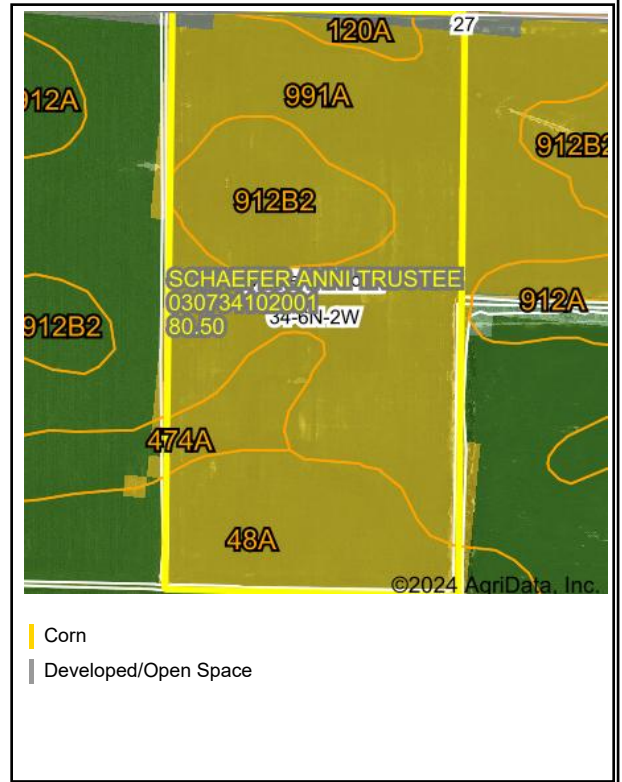 120A
27
912A
991A
912B2
912B2
SCHAEFER ANNI TRUSTEE
030734102001
80.50
34-6N-2W
912A
912B2
474A
48A
©2024 AgriData, Inc.
Corn
Developed/Open Space